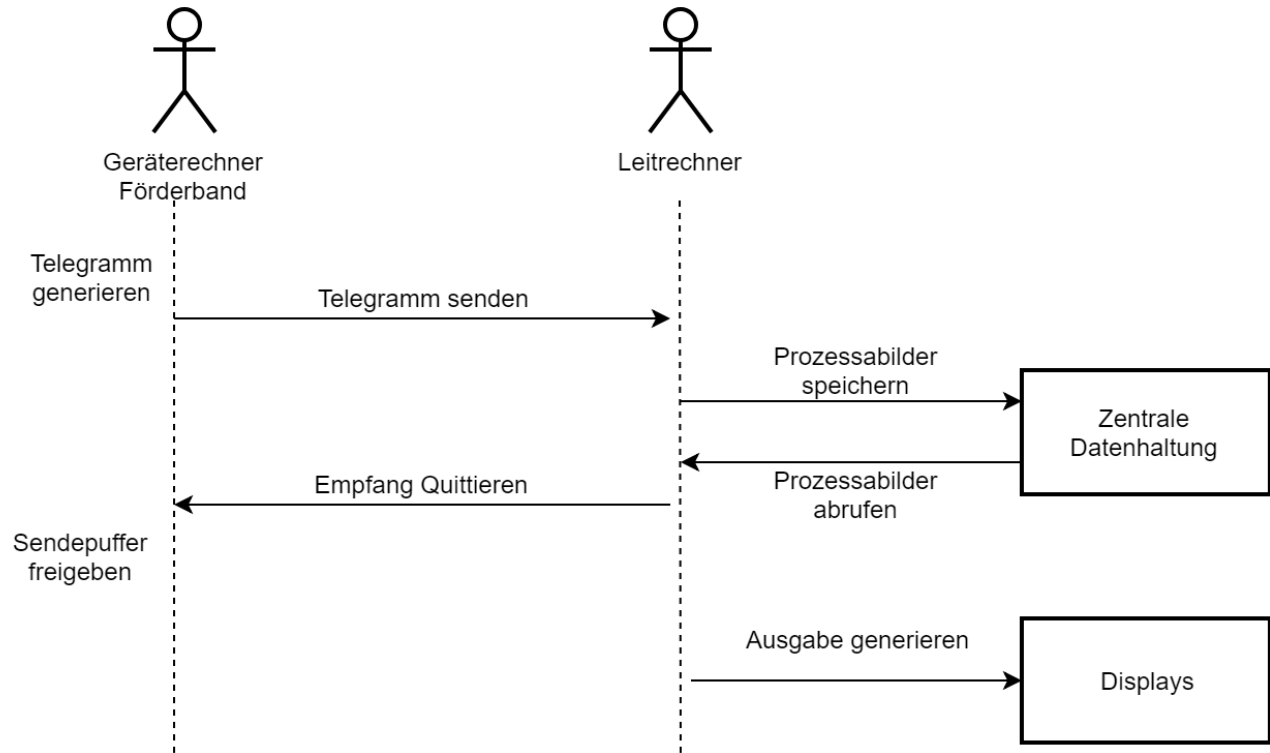 Geräterechner
Förderband
Leitrechner
Telegramm
generieren
Telegramm senden
Prozessabilder
speichern
Zentrale
Datenhaltung
Prozessabilder
abrufen
Empfang Quittieren
Sendepuffer
freigeben
Ausgabe generieren
Displays